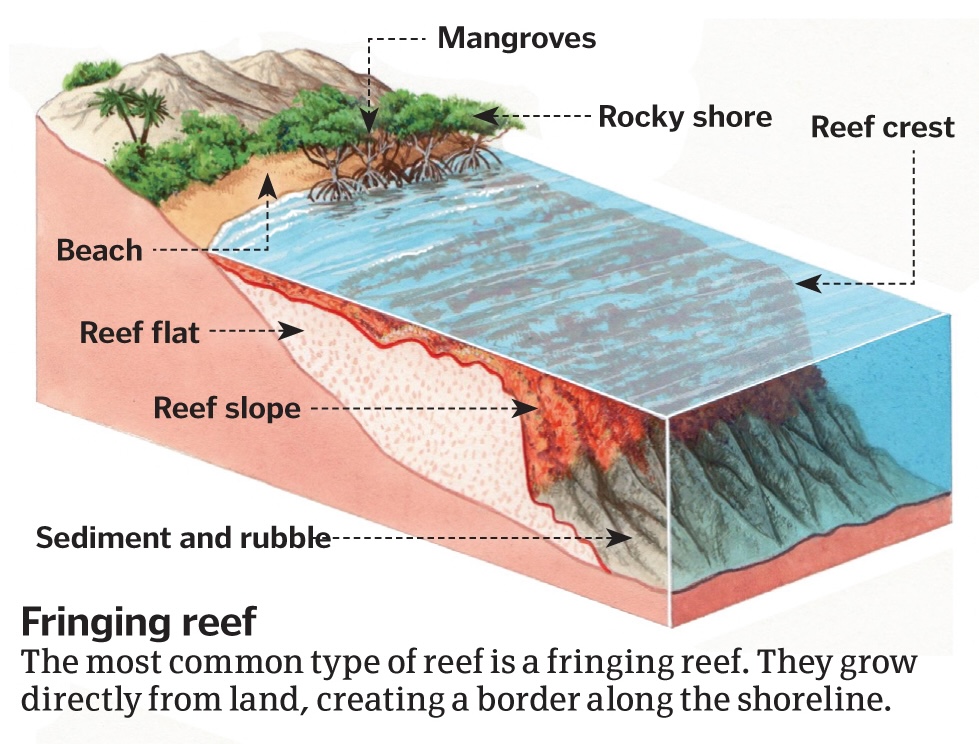 Mangroves
Rocky shore
Reef crest
Beach
Reef flat
Reef slope
Sediment and rubble
Fringing reef
The most common type of reef is a fringing reef. They grow
directly from land, creating a border along the shoreline.